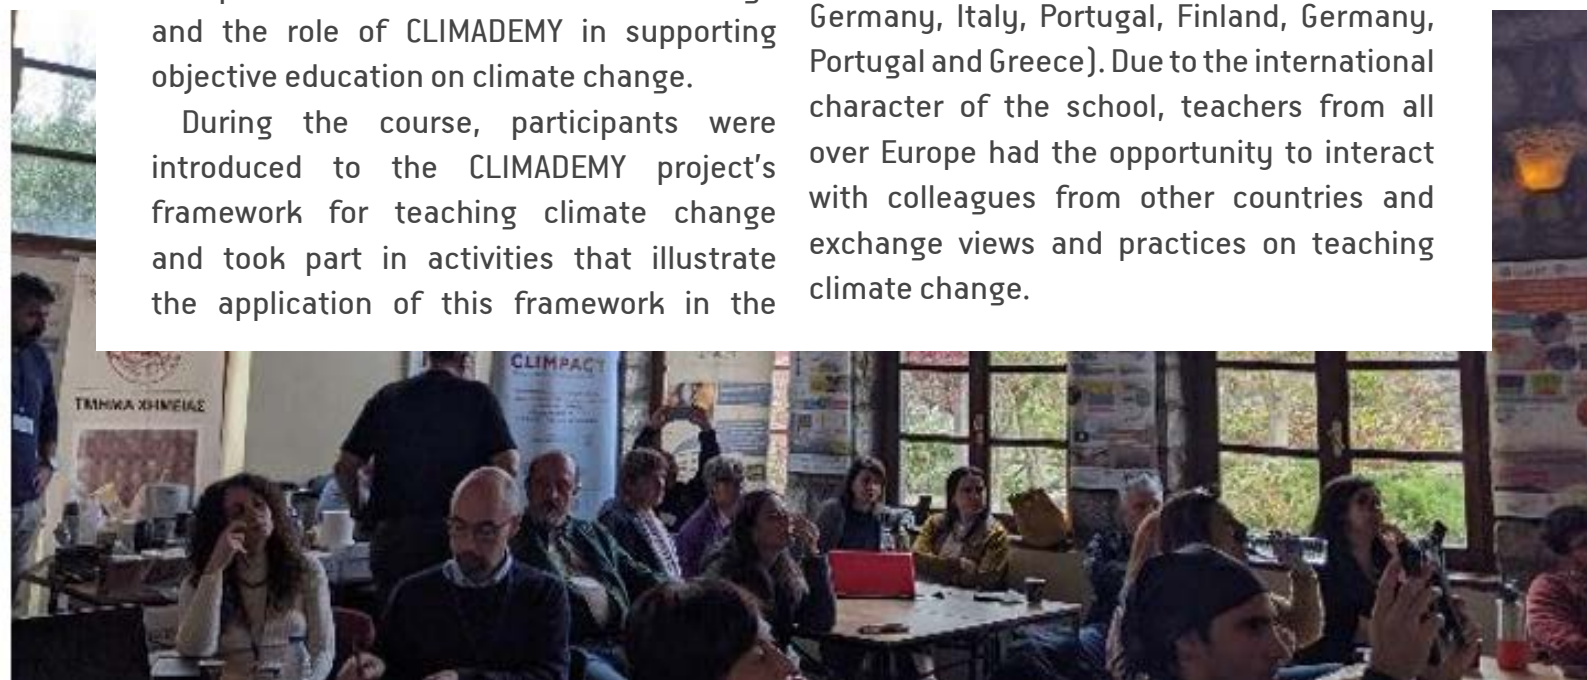 and the role of CLIMADEMY in supporting
objective education on climate change.
During the course, participants were
introduced to the CLIMADEMY project's
framework for teaching climate change
and took part in activities that illustrate
the application of this framework in the
Germany, Italy, Portugal, Finland, Germany,
Portugal and Greece). Due to the international
character of the school, teachers from all
over Europe had the opportunity to interact
with colleagues from other countries and
exchange views and practices on teaching
climate change.
ΤΜΗΜΑ ΧΗΜΕΙΑΣ
CLIMPACT